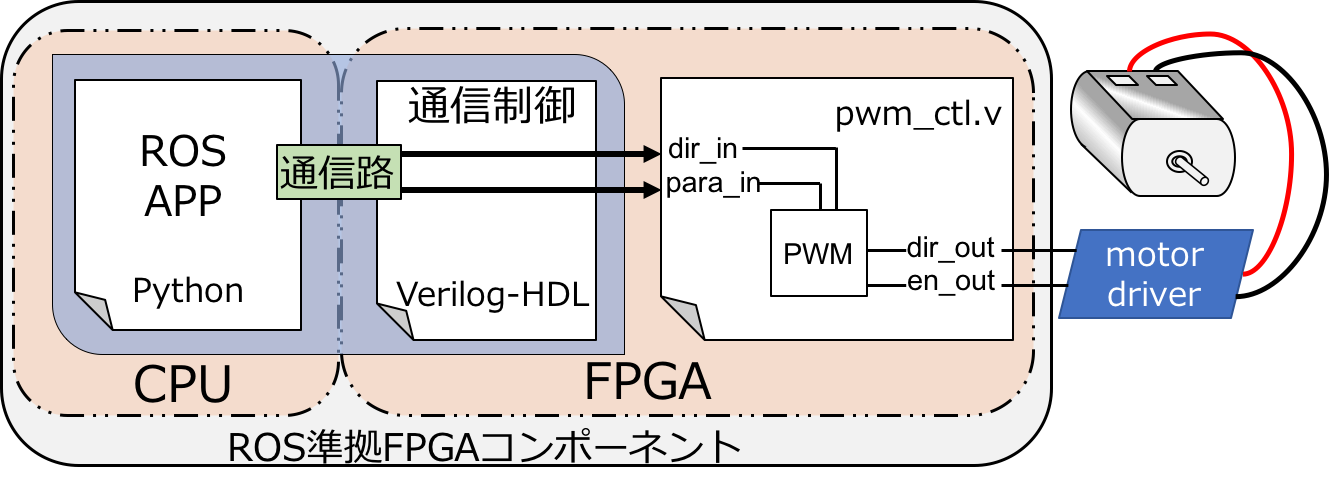 ROS
APP
Python
通信路
通信制御
Verilog-HDL
pwm_ctl.v
dir_in
para_in
PWM
dir_out
en_out
motor
driver
CPU
FPGA
ROS準拠FPGAコンポーネント